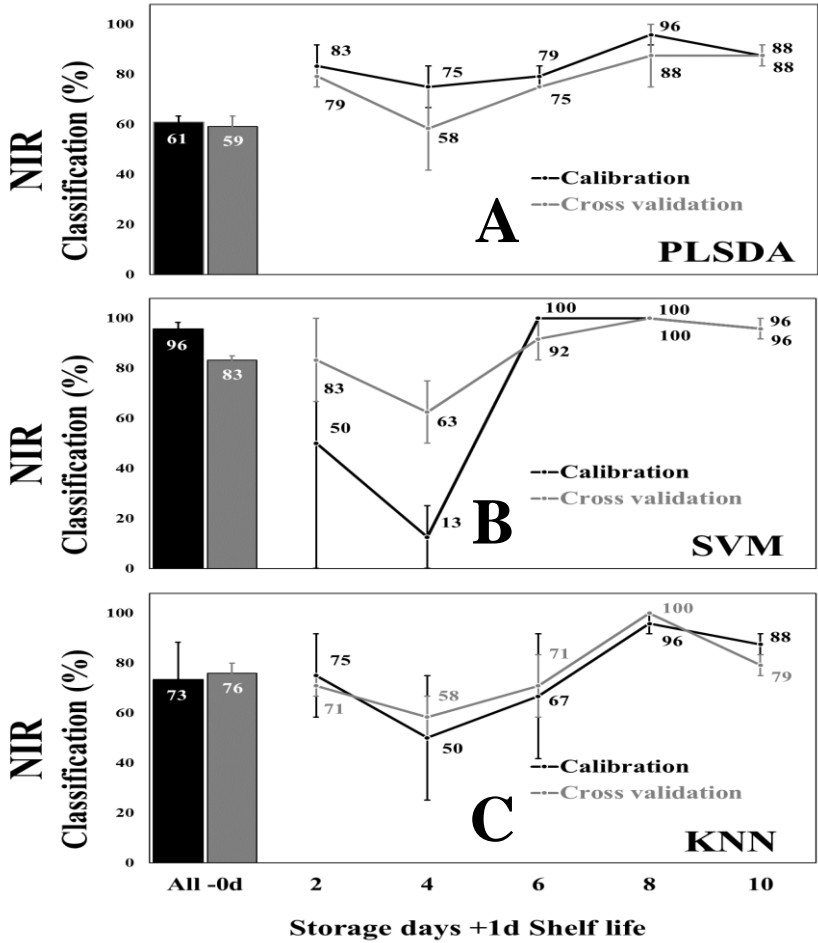 100
80
60
40
20
0
NIR
Classification (%)
61
59
83
79
75
58
79
75
96
88
88
88
Calibration
Cross validation
A
PLSDA
100
80
60
40
20
0
NIR
Classification (%)
96
83
83
50
63
13
100
92
100
100
96
96
Calibration
Cross validation
B
SVM
100
80
60
40
20
0
NIR
Classification (%)
73
76
75
71
58
50
71
67
100
96
88
79
Calibration
Cross validation
C
KNN
All -0d 2 4 6 8 10
Storage days +1d Shelf life